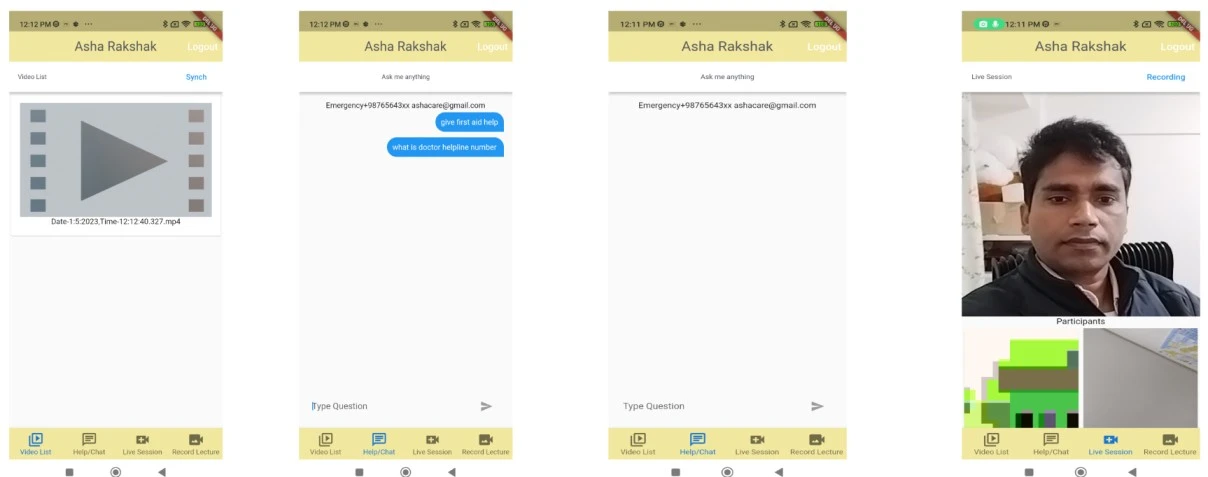 12:12 PM
Asha Rakshak
Logout
Video List
Synch
Date-1:5:2023,Time-12:12:40.327.mp4
Video List
Help/Chat
Live Session
Record Lecture
12:12 PM
Asha Rakshak
Logout
Ask me anything
Emergency+98765643xx ashacare@gmail.com
give first aid help
what is doctor helpline number
Type Question
Video List
Help/Chat
Live Session
Record Lecture
12:11 PM
Asha Rakshak
Logout
Ask me anything
Emergency+98765643xx ashacare@gmail.com
Type Question
Video List
Help/Chat
Live Session
Record Lecture
12:11 PM
Asha Rakshak
Logout
Live Session
Recording
Participants
Video List
Help/Chat
Live Session
Record Lecture